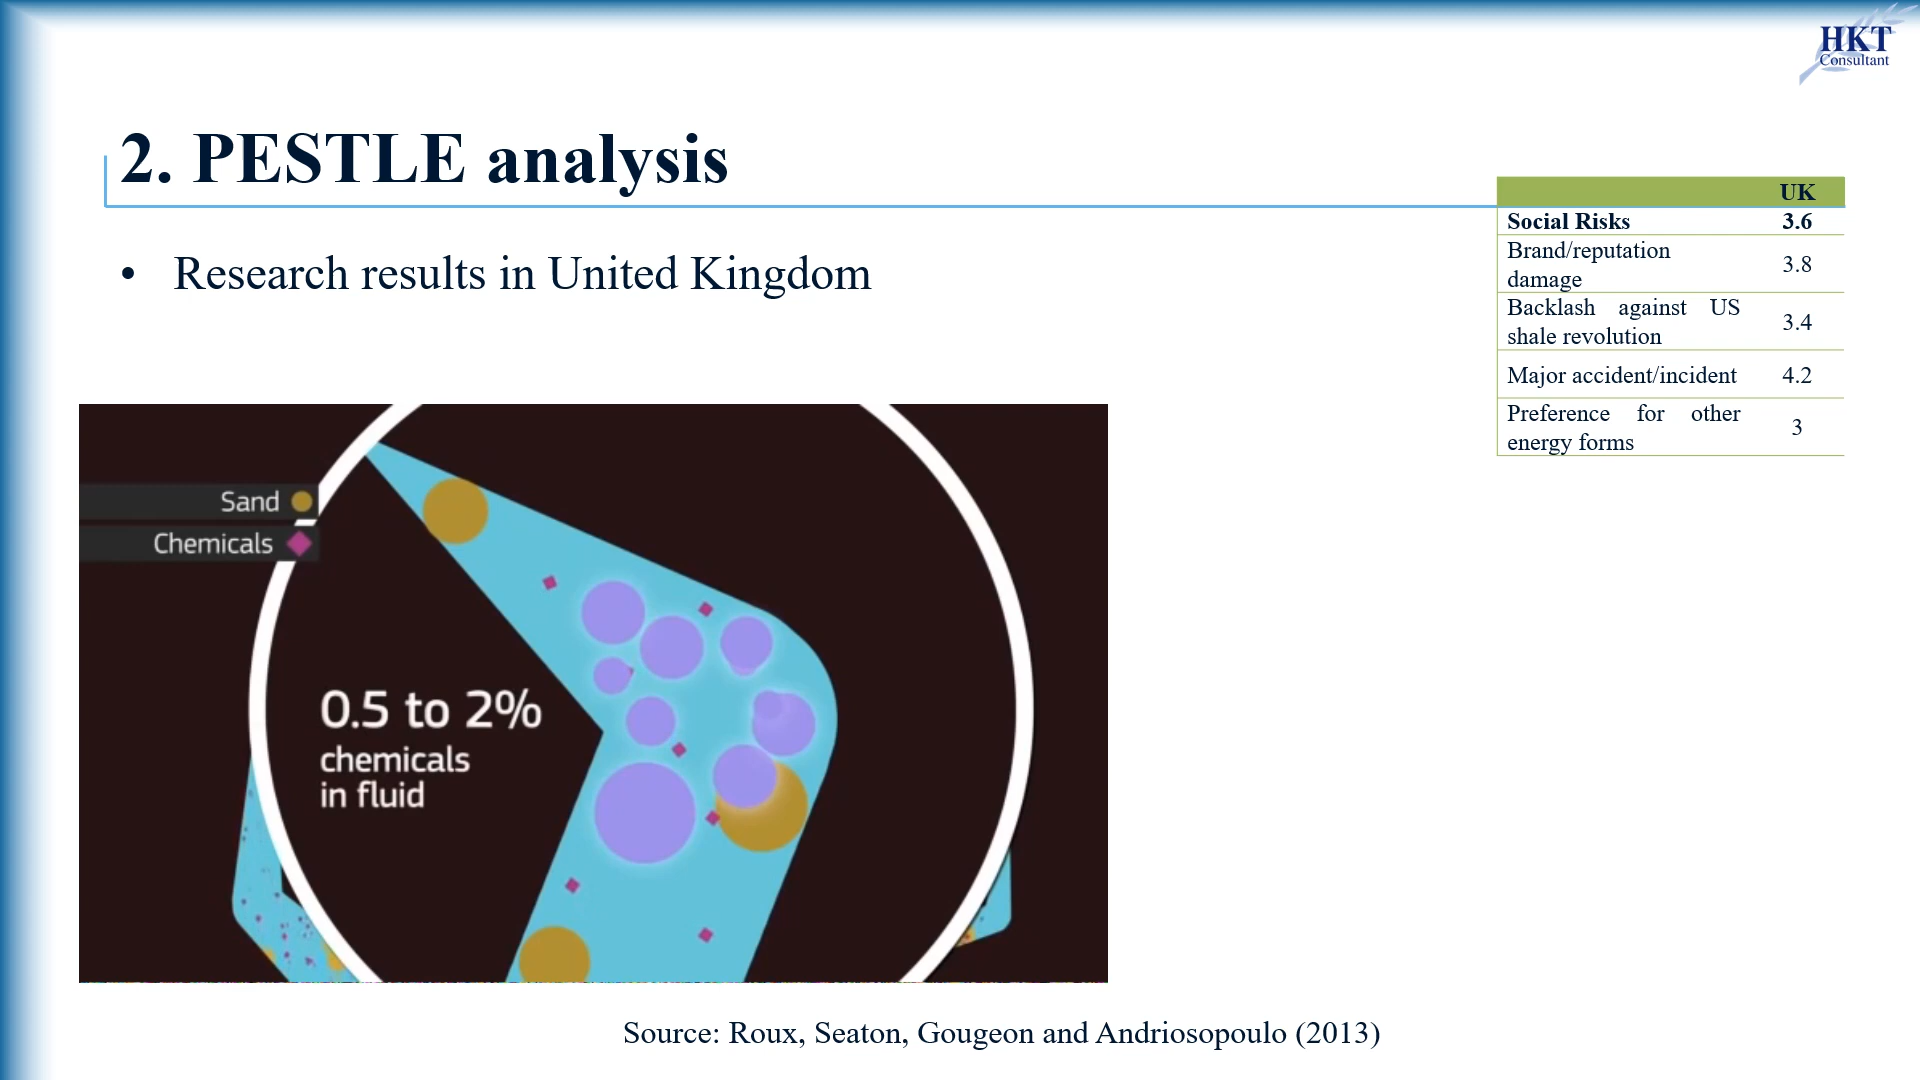 HKT
Consultant
2. PESTLE analysis
• Research results in United Kingdom
UK
Social Risks 3.6
Brand/reputation
damage 3.8
Backlash against US
shale revolution 3.4
Major accident/incident 4.2
Preference for other
energy forms 3
Sand
Chemicals
0.5 to 2%
chemicals
in fluid
Source: Roux, Seaton, Gougeon and Andriosopoulo (2013)